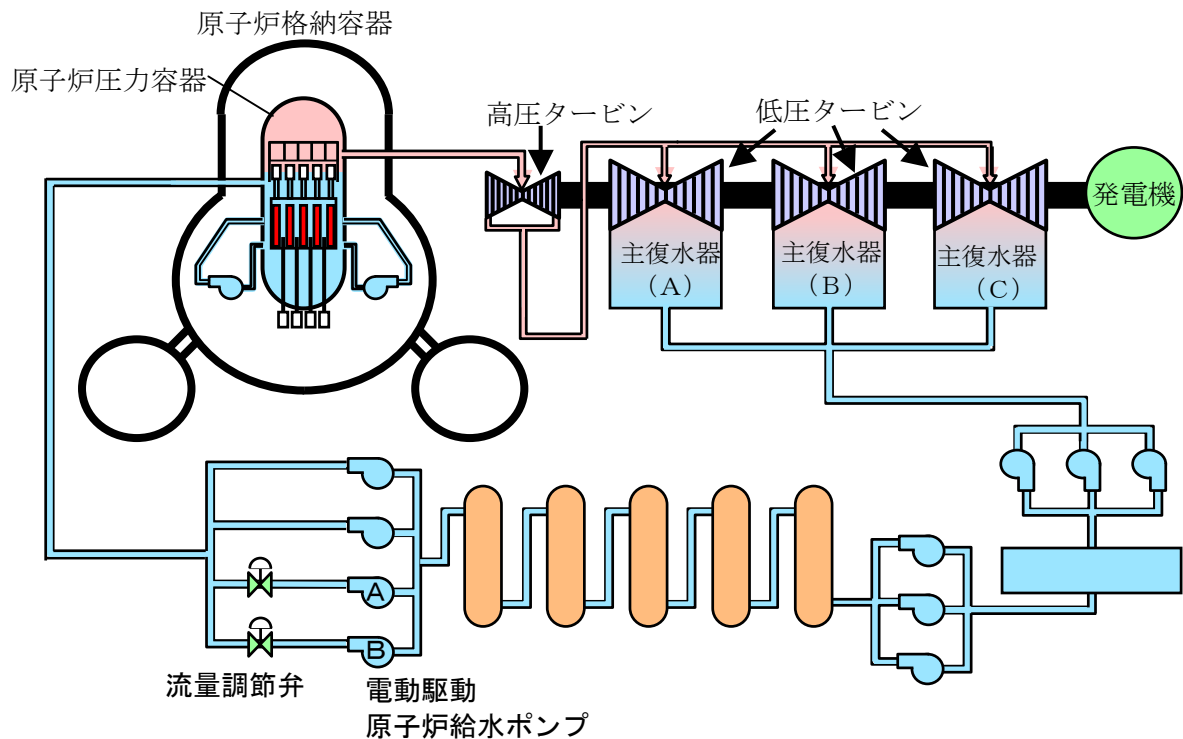 原子炉格納容器
原子炉圧力容器
高圧タービン
低圧タービン
発電機
主復水器
（A）
主復水器
（B）
主復水器
（C）
A
B
流量調節弁
電動駆動
原子炉給水ポンプ